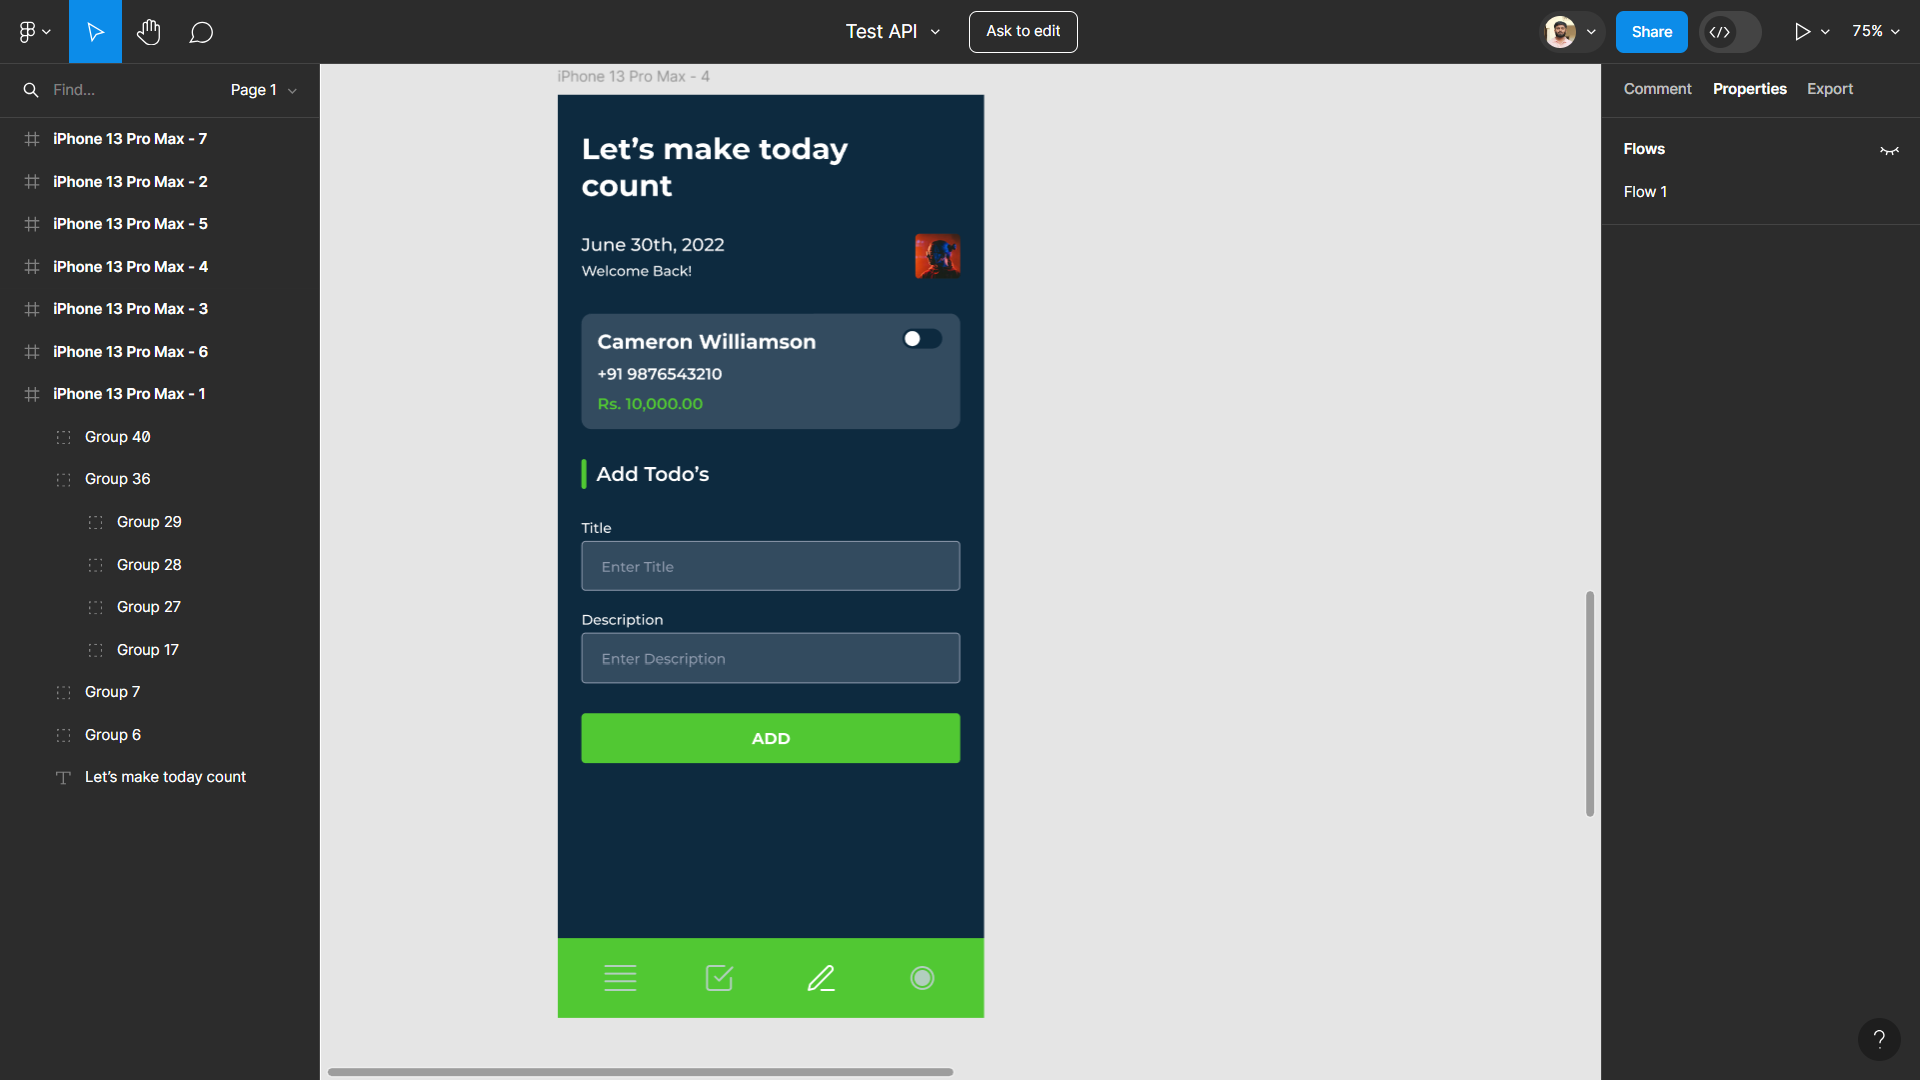 Test API
Ask to edit
Share
75%
Find...
Page 1
iPhone 13 Pro Max - 7
iPhone 13 Pro Max - 2
iPhone 13 Pro Max - 5
iPhone 13 Pro Max - 4
iPhone 13 Pro Max - 3
iPhone 13 Pro Max - 6
iPhone 13 Pro Max - 1
Group 40
Group 36
Group 29
Group 28
Group 27
Group 17
Group 7
Group 6
Let’s make today count
iPhone 13 Pro Max - 4
Let’s make today
count
June 30th, 2022
Welcome Back!
Cameron Williamson
+91 9876543210
Rs. 10,000.00
Add Todo’s
Title
Enter Title
Description
Enter Description
ADD
Comment Properties Export
Flows
Flow 1
?